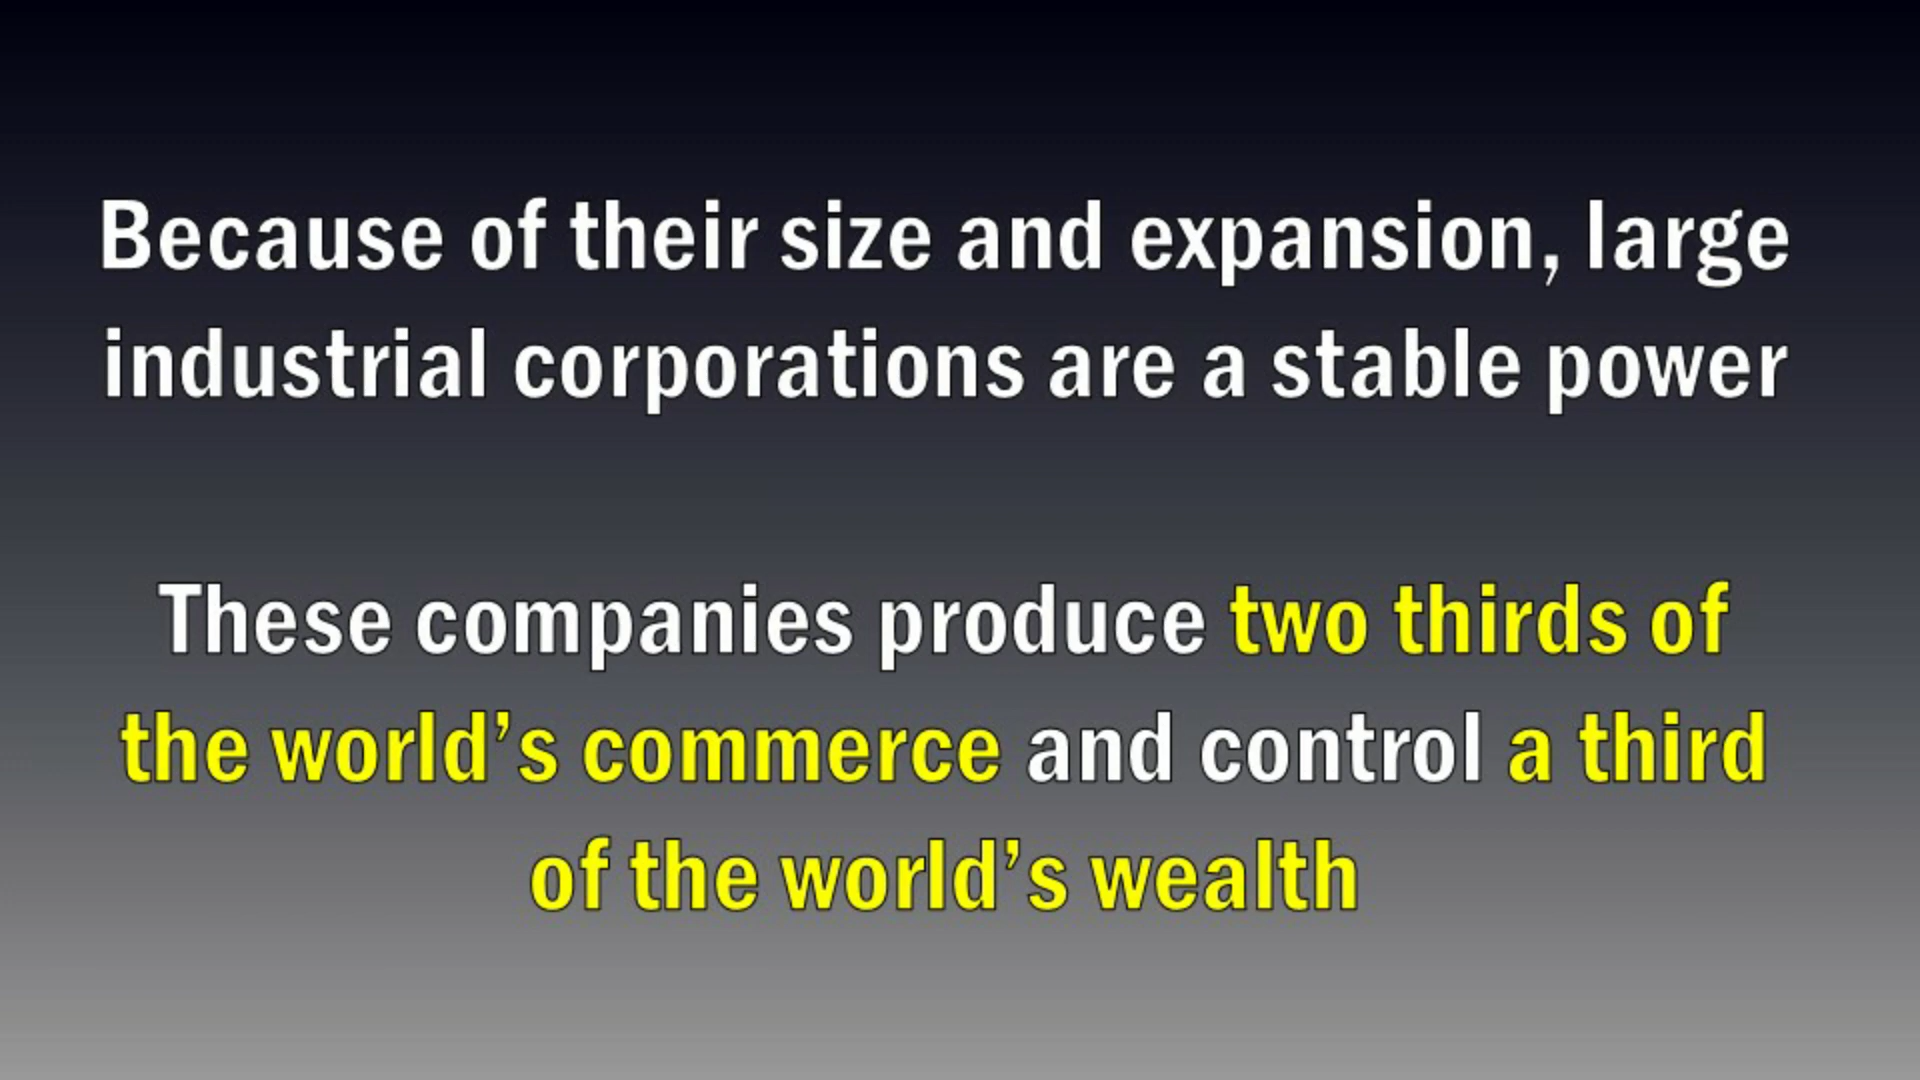 Because of their size and expansion, large
industrial corporations are a stable power
These companies produce two thirds of
the world’s commerce and control a third
of the world’s wealth